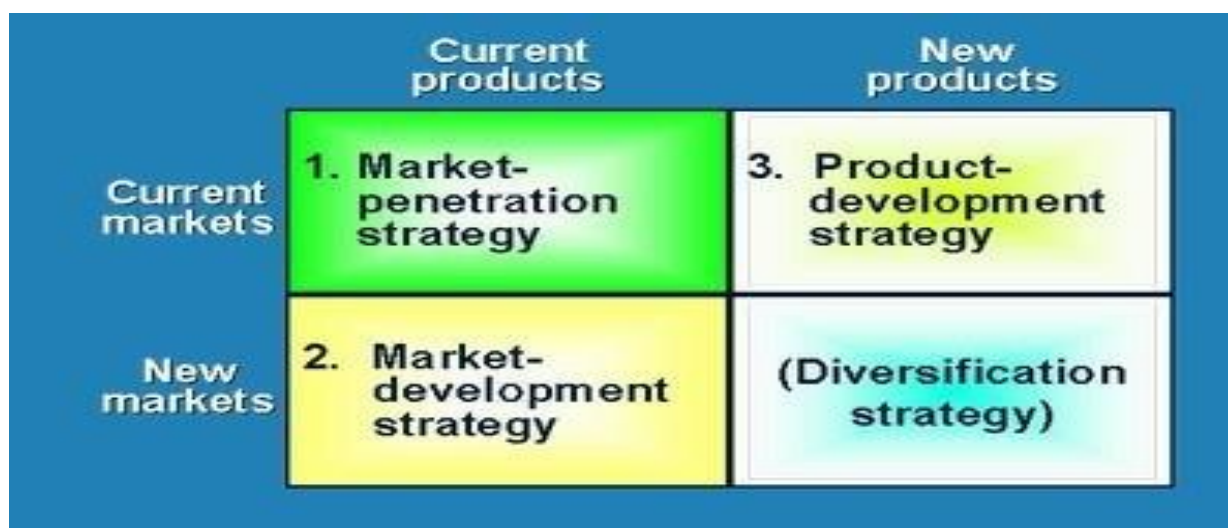 Current
products
New
products
Current
markets
1. Market-
penetration
strategy
3. Product-
development
strategy
New
markets
2. Market-
development
strategy
(Diversification
strategy)